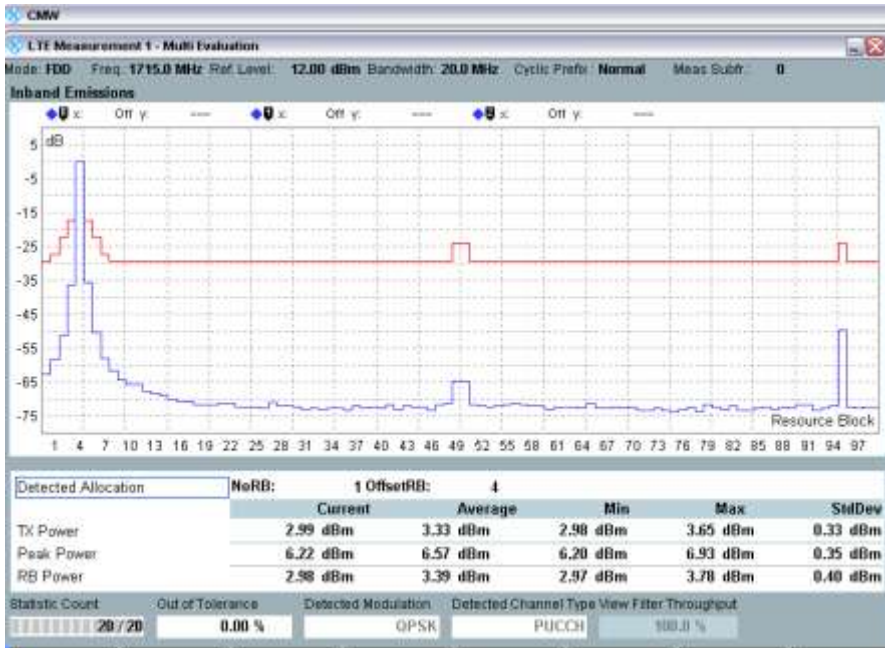 CMW
LTE Measurement 1 - Multi Evaluation
Mode: FDD Freq: 1715.0 MHz Ref. Level: 12.00 dBm Bandwidth: 20.0 MHz Cyclic Prefix: Normal Meas Subfr.: 0
Inband Emissions
x: Off y: --- x: Off y: --- x: Off y: ---
dB
5
-5
-15
-25
-35
-45
-55
-65
-75
Resource Block
1 4 7 10 13 16 19 22 25 28 31 34 37 40 43 46 49 52 55 58 61 64 67 70 73 76 79 82 85 88 91 94 97
Detected Allocation NoRB: 1 OffsetRB: 4
Current Average Min Max StdDev
TX Power 2.99 dBm 3.33 dBm 2.98 dBm 3.65 dBm 0.33 dBm
Peak Power 6.22 dBm 6.57 dBm 6.20 dBm 6.93 dBm 0.35 dBm
RB Power 2.98 dBm 3.39 dBm 2.97 dBm 3.78 dBm 0.40 dBm
Statistic Count Out of Tolerance Detected Modulation Detected Channel Type View Filter Throughput
20 / 20 0.00 % QPSK PUCCH 100.0 %